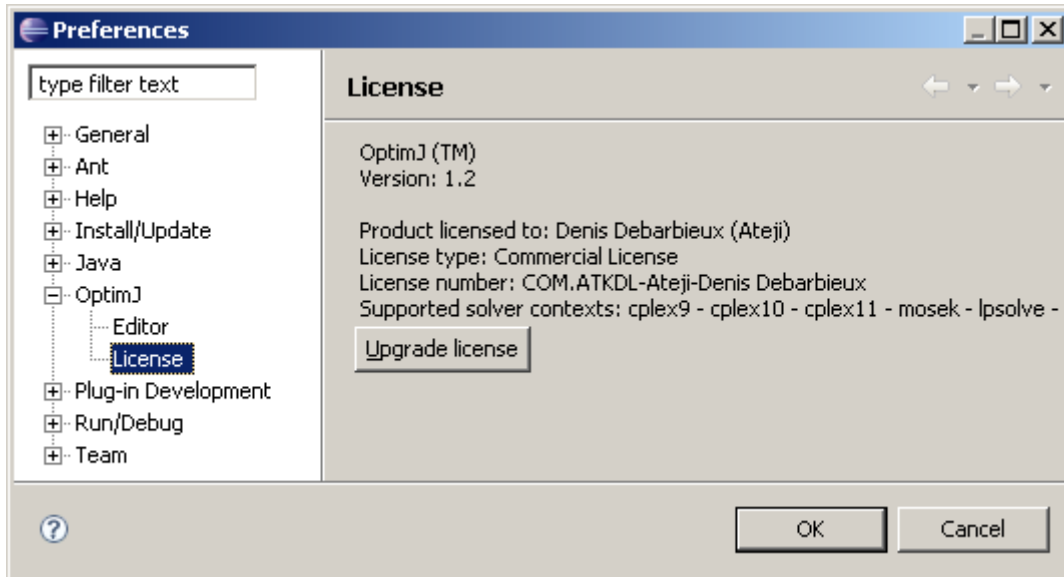 Preferences
type filter text
General
Ant
Help
Install/Update
Java
OptimJ
Editor
License
Plug-in Development
Run/Debug
Team
License
OptimJ (TM)
Version: 1.2
Product licensed to: Denis Debarbieux (Ateji)
License type: Commercial License
License number: COM.ATKDL-Ateji-Denis Debarbieux
Supported solver contexts: cplex9 - cplex10 - cplex11 - mosek - lpsolve -
Upgrade license
OK
Cancel